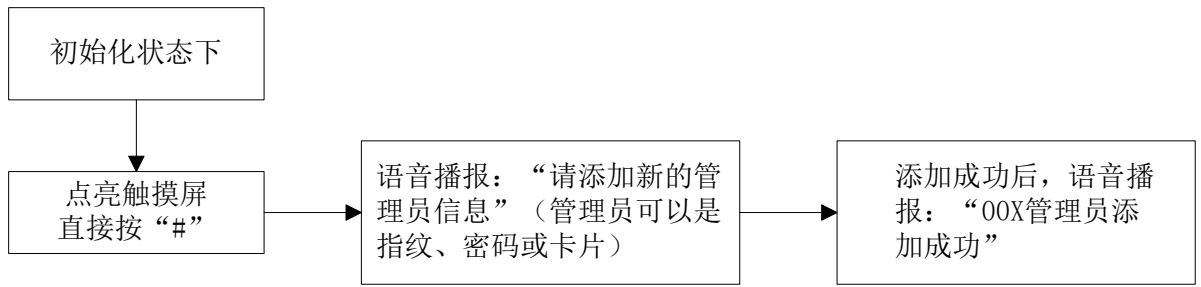 初始化状态下
点亮触摸屏
直接按“#”
语音播报：“请添加新的管
理员信息”（管理员可以是
指纹、密码或卡片）
添加成功后，语音播
报：“00X管理员添
加成功”